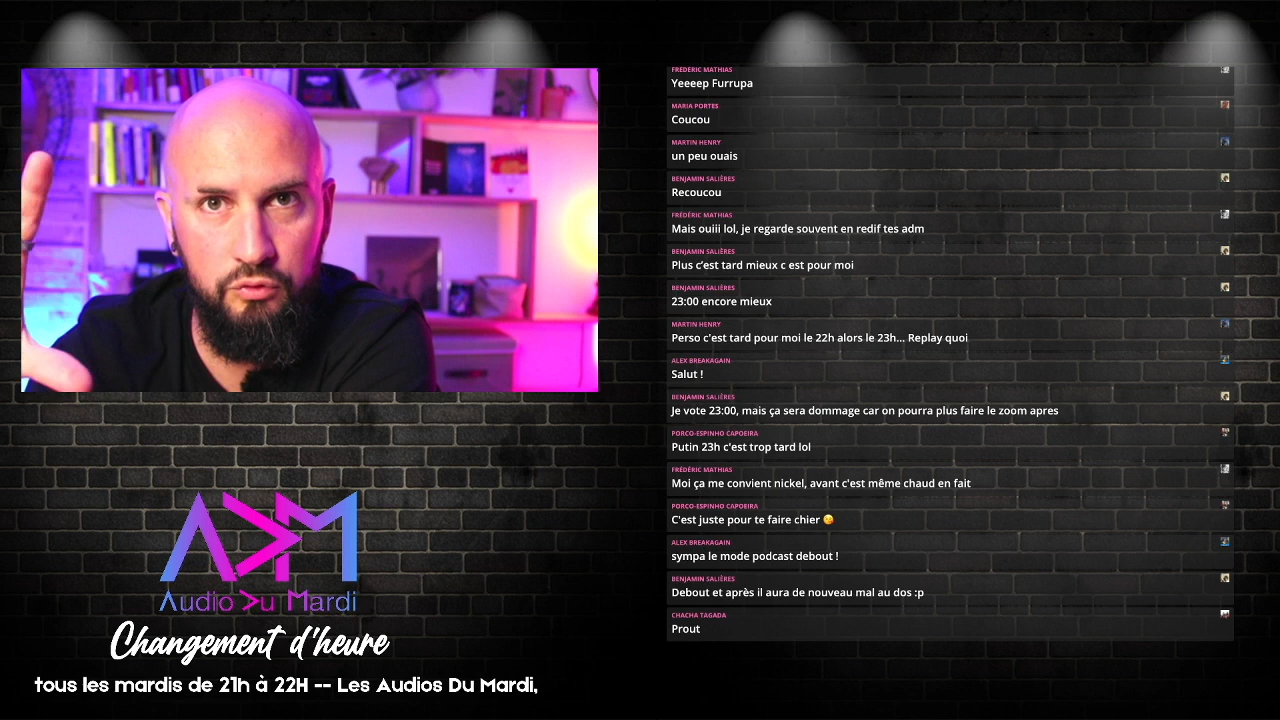 FRÉDÉRIC MATHIAS
Yeeeep Furrupa
MARIA PORTES
Coucou
MARTIN HENRY
un peu ouais
BENJAMIN SALIÈRES
Recoucou
FRÉDÉRIC MATHIAS
Mais ouiii lol, je regarde souvent en redif tes adm
BENJAMIN SALIÈRES
Plus c'est tard mieux c est pour moi
BENJAMIN SALIÈRES
23:00 encore mieux
MARTIN HENRY
Perso c'est tard pour moi le 22h alors le 23h... Replay quoi
ALEX BREAKAGAIN
Salut !
BENJAMIN SALIÈRES
Je vote 23:00, mais ça sera dommage car on pourra plus faire le zoom apres
PORCO-ESPINHO CAPOEIRA
Putin 23h c'est trop tard lol
FRÉDÉRIC MATHIAS
Moi ça me convient nickel, avant c'est même chaud en fait
PORCO-ESPINHO CAPOEIRA
C'est juste pour te faire chier 😘
ALEX BREAKAGAIN
sympa le mode podcast debout !
BENJAMIN SALIÈRES
Debout et après il aura de nouveau mal au dos :p
CHACHA TAGADA
Prout
ADM
Audio Du Mardi
Changement d'heure
tous les mardis de 21h à 22H -- Les Audios Du Mardi,